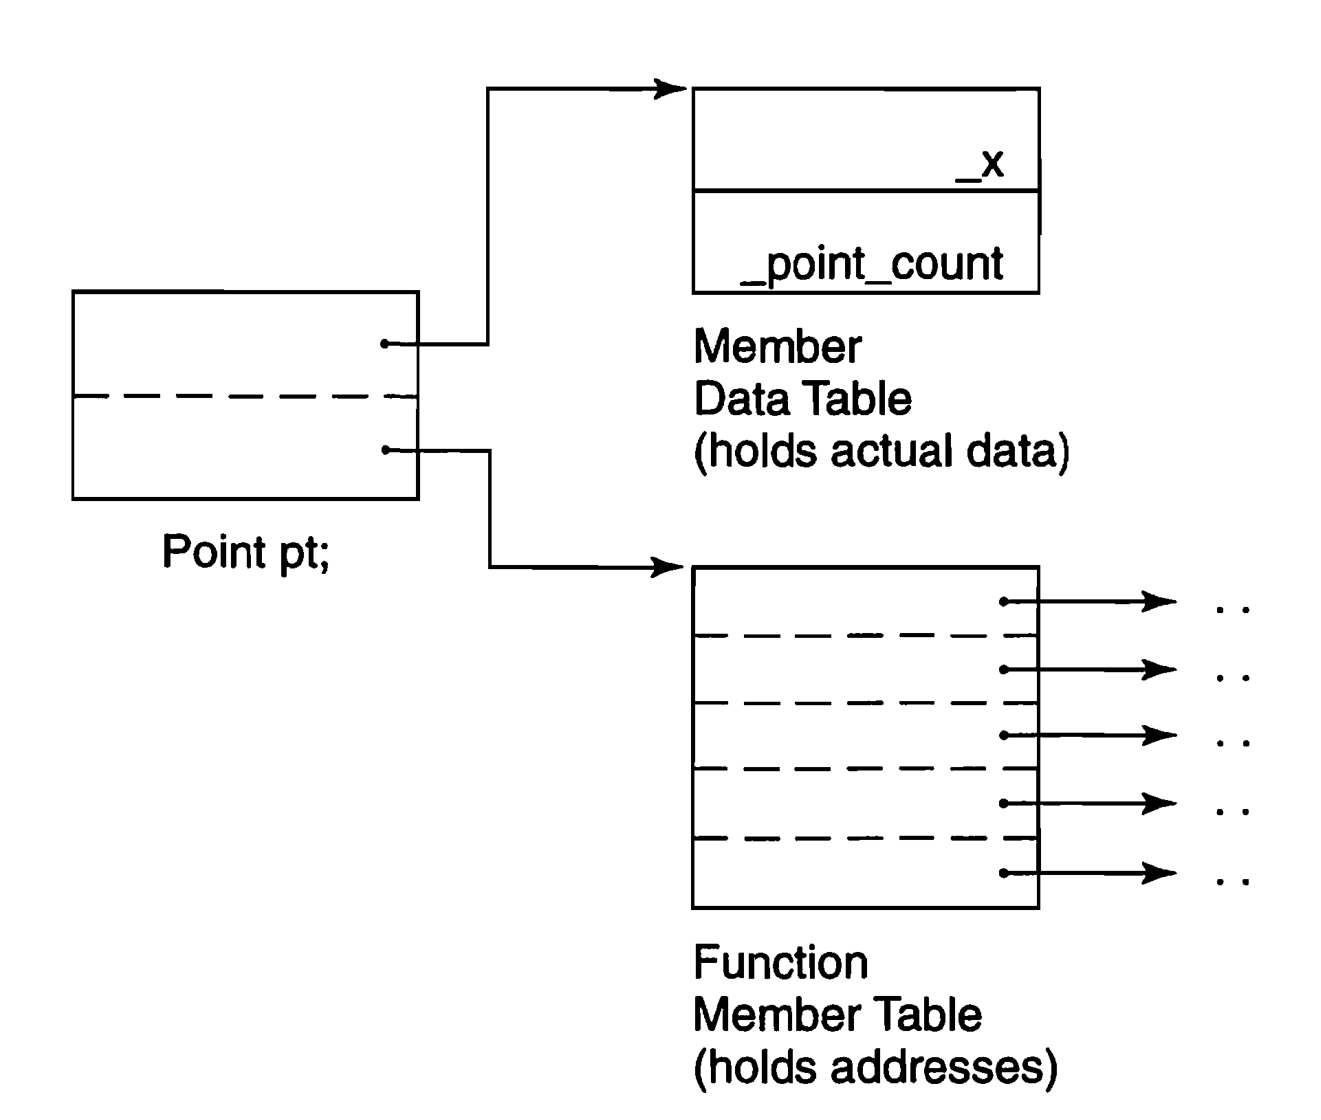 _x
_point_count
Member
Data Table
(holds actual data)
Point pt;
. .
. .
. .
. .
. .
Function
Member Table
(holds addresses)